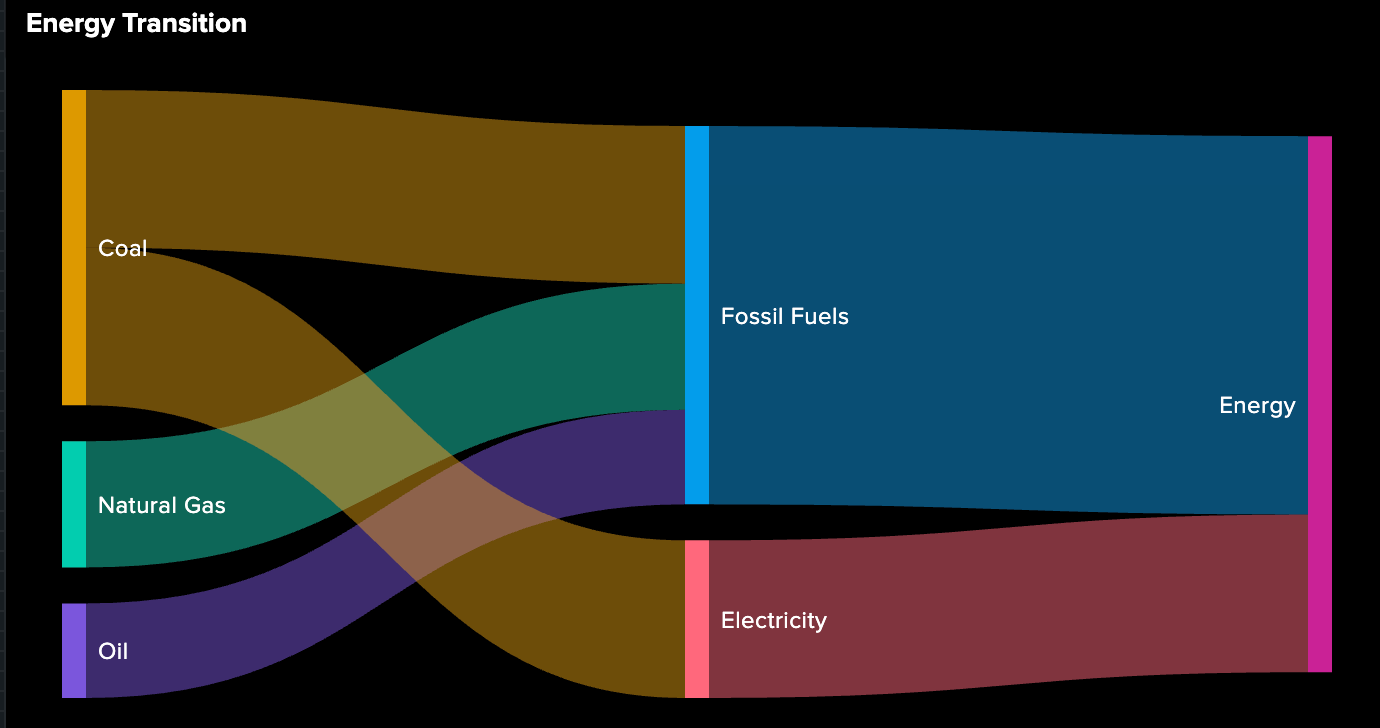 Energy Transition
Coal
Fossil Fuels
Energy
Natural Gas
Electricity
Oil